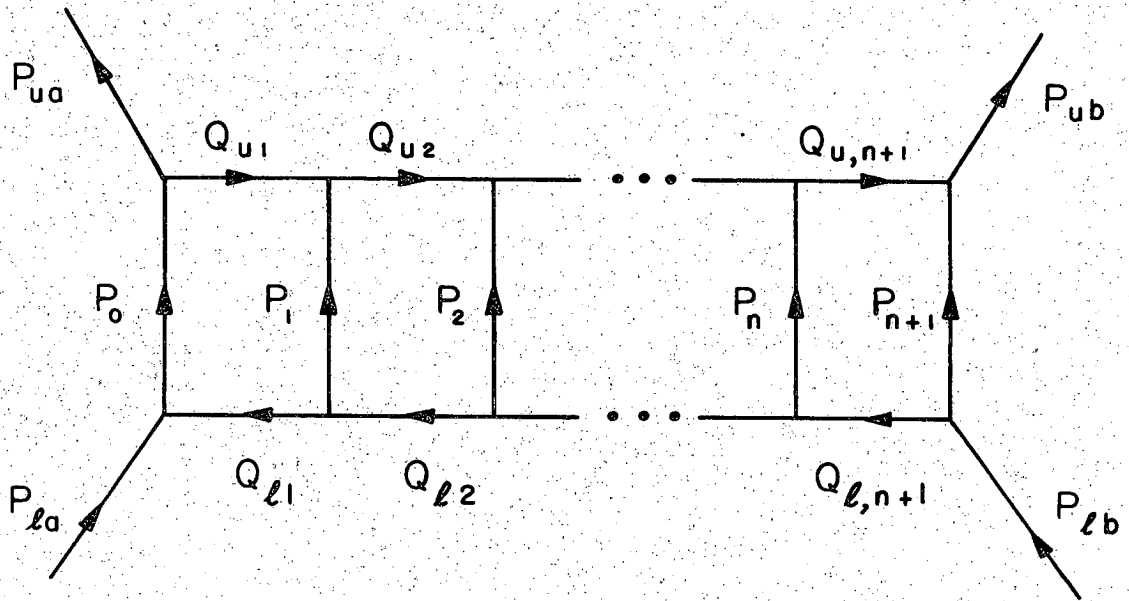 P_ua
P_ub
Q_u1 Q_u2 ... Q_u,n+1
P_0 P_1 P_2 P_n P_n+1
Q_ℓ1 Q_ℓ2 ... Q_ℓ,n+1
P_ℓa
P_ℓb